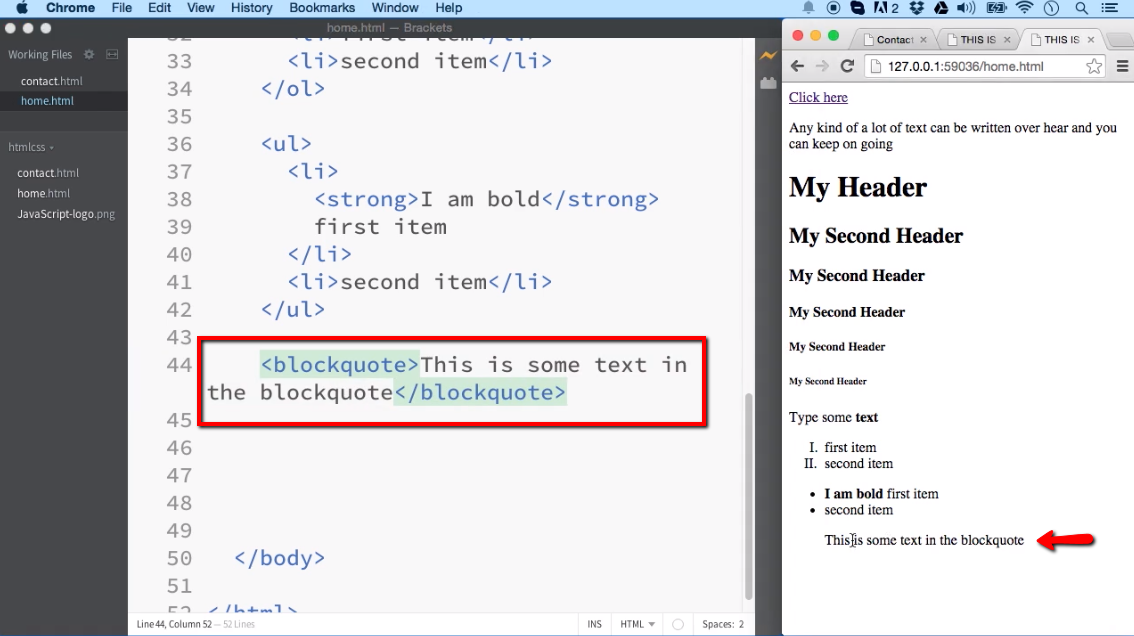 Chrome File Edit View History Bookmarks Window Help
2
home.html — Brackets
Working Files
contact.html
home.html
htmlcss
contact.html
home.html
JavaScript-logo.png
33 <li>second item</li>
34 </ol>
35
36 <ul>
37 <li>
38 <strong>I am bold</strong>
39 first item
40 </li>
41 <li>second item</li>
42 </ul>
43
44 <blockquote>This is some text in
the blockquote</blockquote>
45
46
47
48
49
50 </body>
51
52 </html>
Line 44, Column 52 — 52 Lines
INS HTML Spaces: 2
Contact THIS IS THIS IS
127.0.0.1:59036/home.html
Click here
Any kind of a lot of text can be written over hear and you
can keep on going
My Header
My Second Header
My Second Header
My Second Header
My Second Header
My Second Header
Type some text
I. first item
II. second item
• I am bold first item
• second item
This is some text in the blockquote